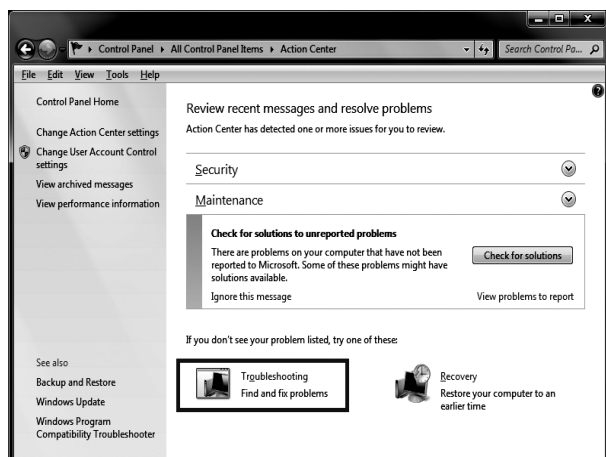 Control Panel ▸ All Control Panel Items ▸ Action Center
Search Control Pa...
File Edit View Tools Help
Control Panel Home
Change Action Center settings
Change User Account Control
settings
View archived messages
View performance information
See also
Backup and Restore
Windows Update
Windows Program
Compatibility Troubleshooter
Review recent messages and resolve problems
Action Center has detected one or more issues for you to review.
Security
Maintenance
Check for solutions to unreported problems
There are problems on your computer that have not been
reported to Microsoft. Some of these problems might have
solutions available.
Check for solutions
Ignore this message
View problems to report
If you don't see your problem listed, try one of these:
Troubleshooting
Find and fix problems
Recovery
Restore your computer to an
earlier time